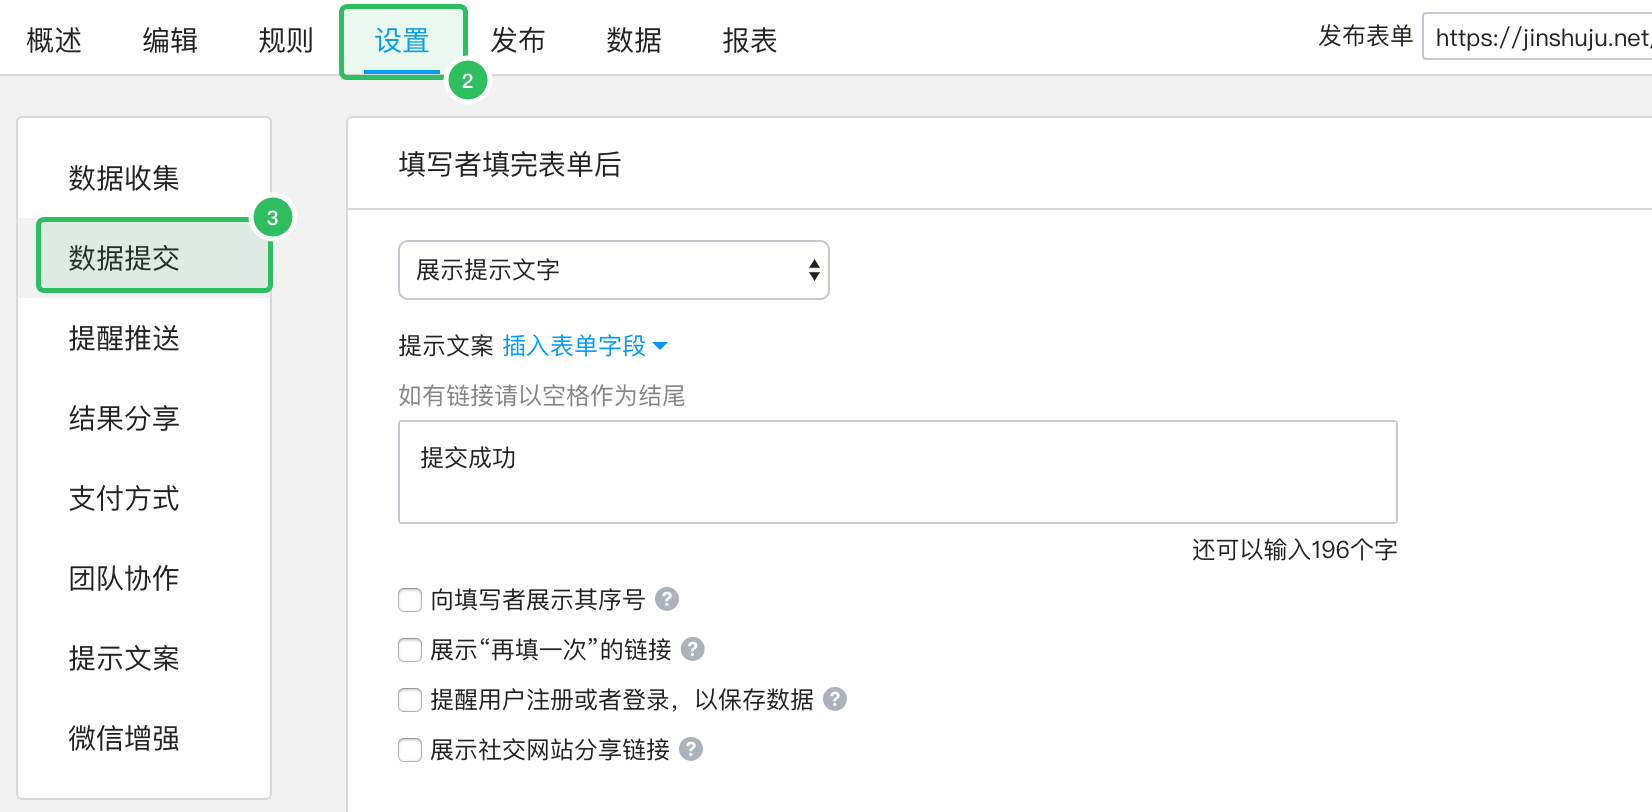 概述 编辑 规则 设置 发布 数据 报表 发布表单 https://jinshuju.net/
2
数据收集
3
数据提交
提醒推送
结果分享
支付方式
团队协作
提示文案
微信增强
填写者填完表单后
展示提示文字
提示文案 插入表单字段
如有链接请以空格作为结尾
提交成功
还可以输入196个字
向填写者展示其序号 ?
展示“再填一次”的链接 ?
提醒用户注册或者登录，以保存数据 ?
展示社交网站分享链接 ?